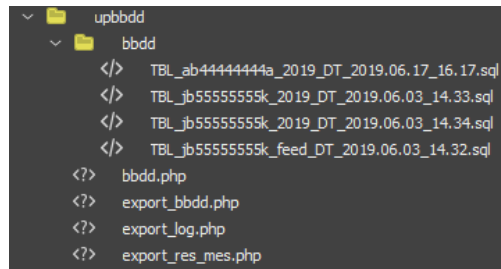 upbbdd
bbdd
</> TBL_ab44444444a_2019_DT_2019.06.17_16.17.sql
</> TBL_jb55555555k_2019_DT_2019.06.03_14.33.sql
</> TBL_jb55555555k_2019_DT_2019.06.03_14.34.sql
</> TBL_jb55555555k_feed_DT_2019.06.03_14.32.sql
<?> bbdd.php
<?> export_bbdd.php
<?> export_log.php
<?> export_res_mes.php